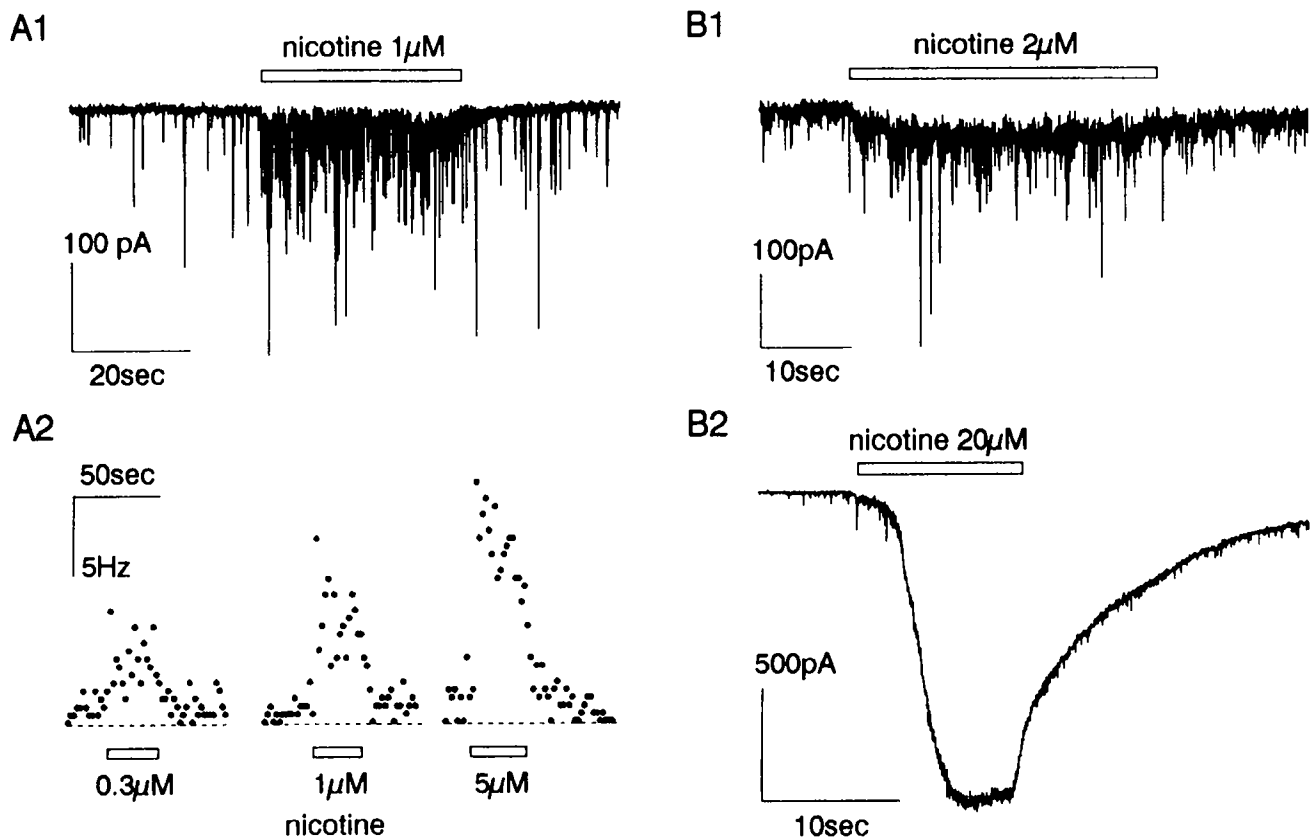 A1
nicotine 1μM
100 pA
20sec
B1
nicotine 2μM
100pA
10sec
A2
50sec
5Hz
0.3μM
1μM
5μM
nicotine
B2
nicotine 20μM
500pA
10sec